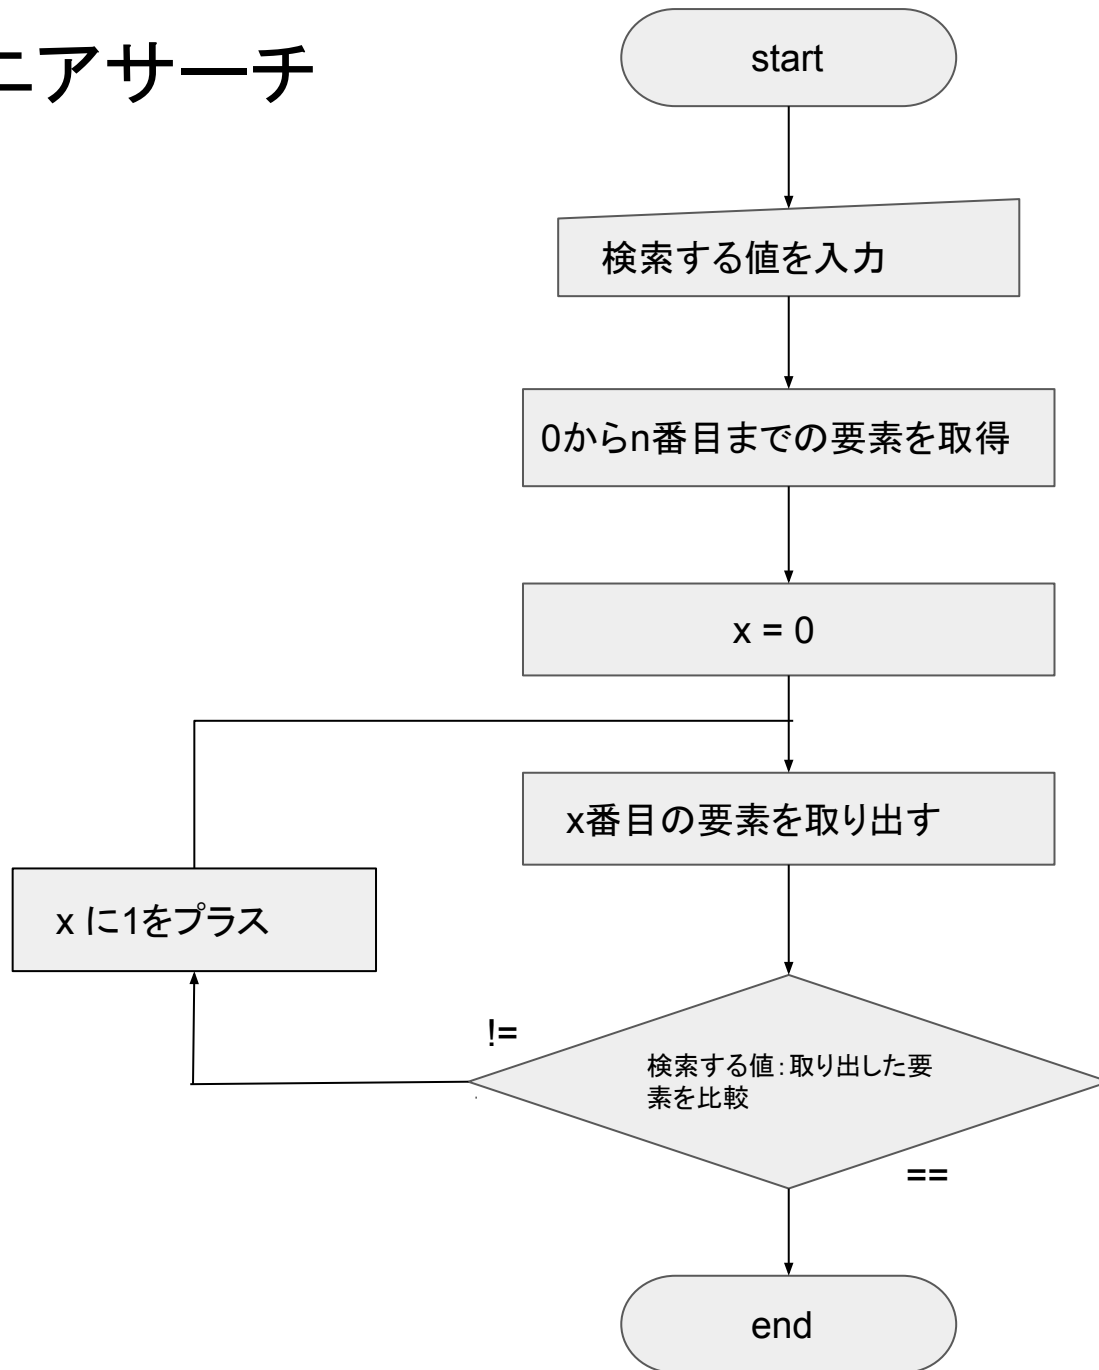 ニアサーチ
start
検索する値を入力
0からn番目までの要素を取得
x = 0
x番目の要素を取り出す
x に1をプラス
!=
検索する値：取り出した要
素を比較
==
end